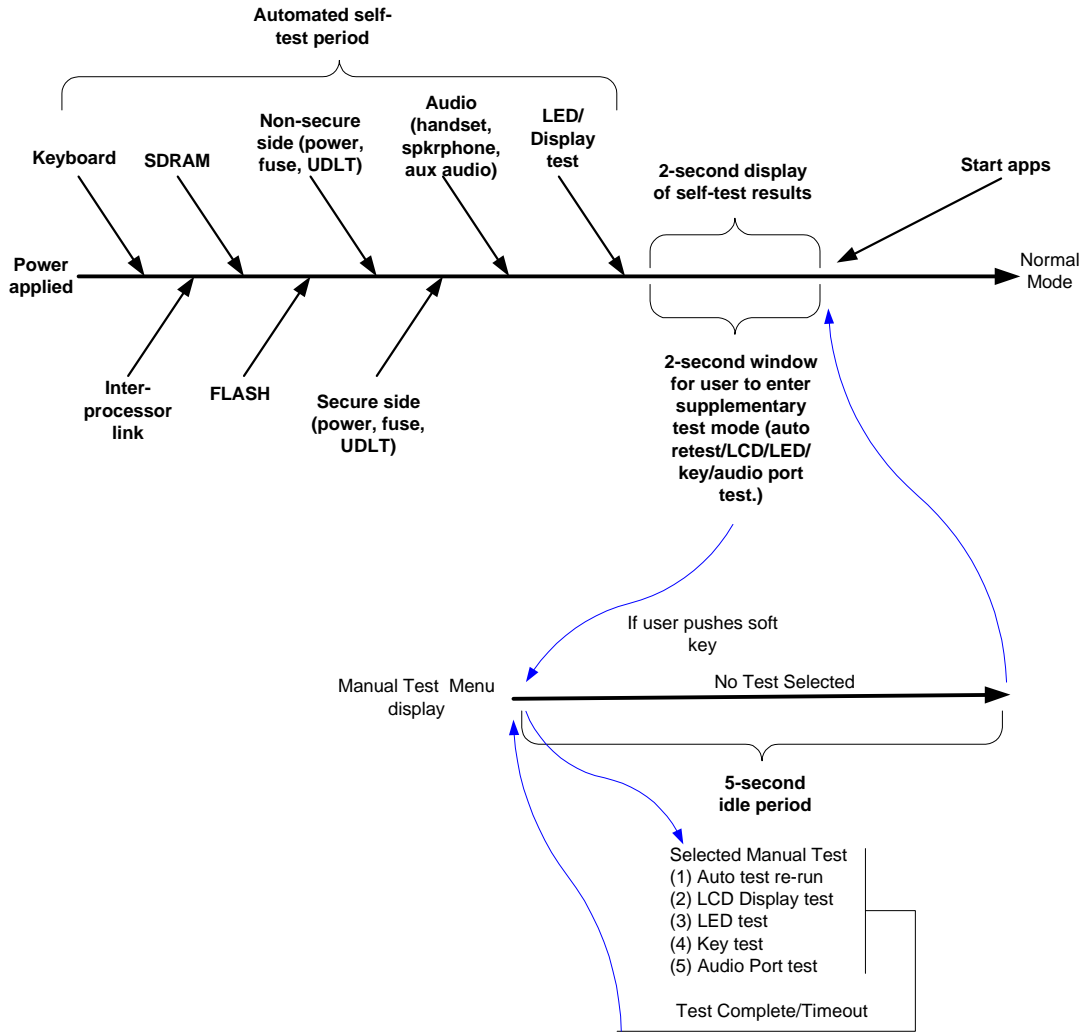 Automated self-
test period
Keyboard
SDRAM
Non-secure
side (power,
fuse, UDLT)
Audio
(handset,
spkrphone,
aux audio)
LED/
Display
test
2-second display
of self-test results
Start apps
Power
applied
Normal
Mode
Inter-
processor
link
FLASH
Secure side
(power, fuse,
UDLT)
2-second window
for user to enter
supplementary
test mode (auto
retest/LCD/LED/
key/audio port
test.)
If user pushes soft
key
Manual Test Menu
display
No Test Selected
5-second
idle period
Selected Manual Test
(1) Auto test re-run
(2) LCD Display test
(3) LED test
(4) Key test
(5) Audio Port test
Test Complete/Timeout